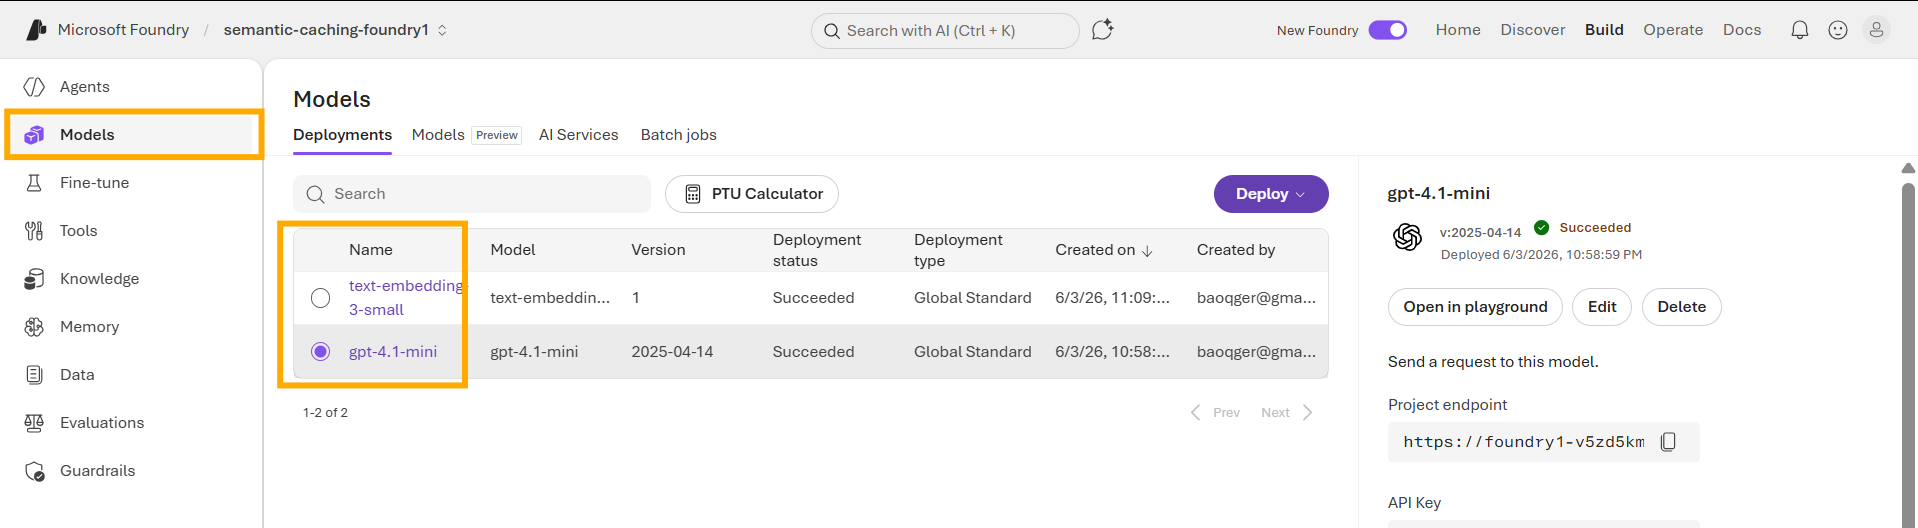 Microsoft Foundry / semantic-caching-foundry1
Search with AI (Ctrl + K)
New Foundry
Home Discover Build Operate Docs
Agents
Models
Fine-tune
Tools
Knowledge
Memory
Data
Evaluations
Guardrails
Models
Deployments Models Preview AI Services Batch jobs
Search
PTU Calculator
Deploy
Name Model Version Deployment status Deployment type Created on Created by
text-embedding-3-small text-embeddin... 1 Succeeded Global Standard 6/3/26, 11:09:... baoqger@gma...
gpt-4.1-mini gpt-4.1-mini 2025-04-14 Succeeded Global Standard 6/3/26, 10:58:... baoqger@gma...
1-2 of 2
Prev Next
gpt-4.1-mini
v:2025-04-14 Succeeded
Deployed 6/3/2026, 10:58:59 PM
Open in playground Edit Delete
Send a request to this model.
Project endpoint
https://foundry1-v5zd5km
API Key